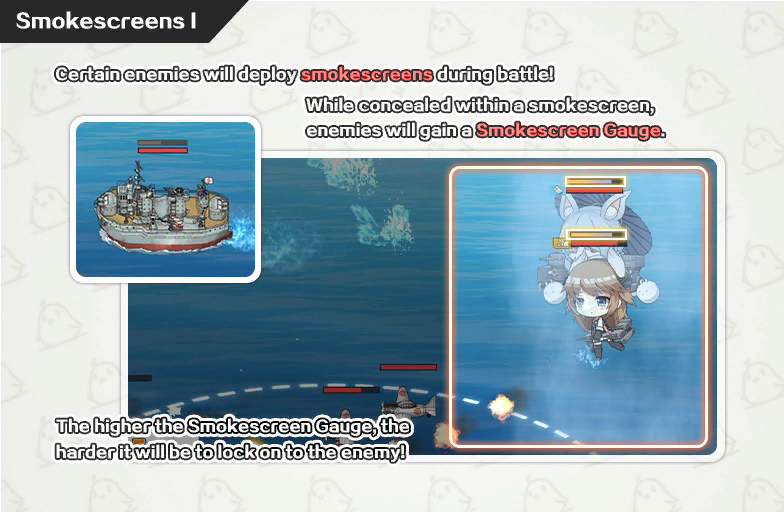 Smokescreens I
Certain enemies will deploy smokescreens during battle!
While concealed within a smokescreen,
enemies will gain a Smokescreen Gauge.
The higher the Smokescreen Gauge, the
harder it will be to lock on to the enemy!